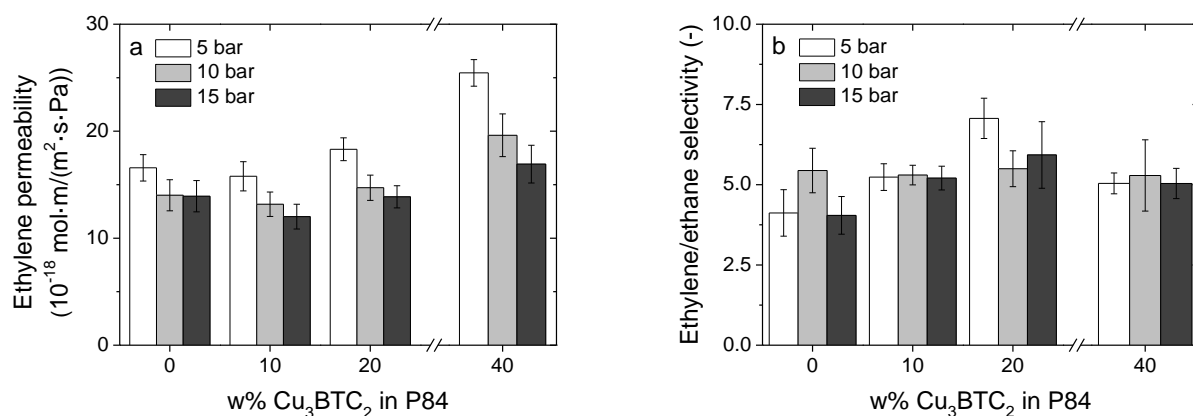 Ethylene permeability
(10⁻¹⁸ mol·m/(m²·s·Pa))
30
20
10
0
a
5 bar
10 bar
15 bar
0
10
20
40
w% Cu₃BTC₂ in P84
Ethylene/ethane selectivity (-)
10.0
7.5
5.0
2.5
0.0
b
5 bar
10 bar
15 bar
0
10
20
40
w% Cu₃BTC₂ in P84